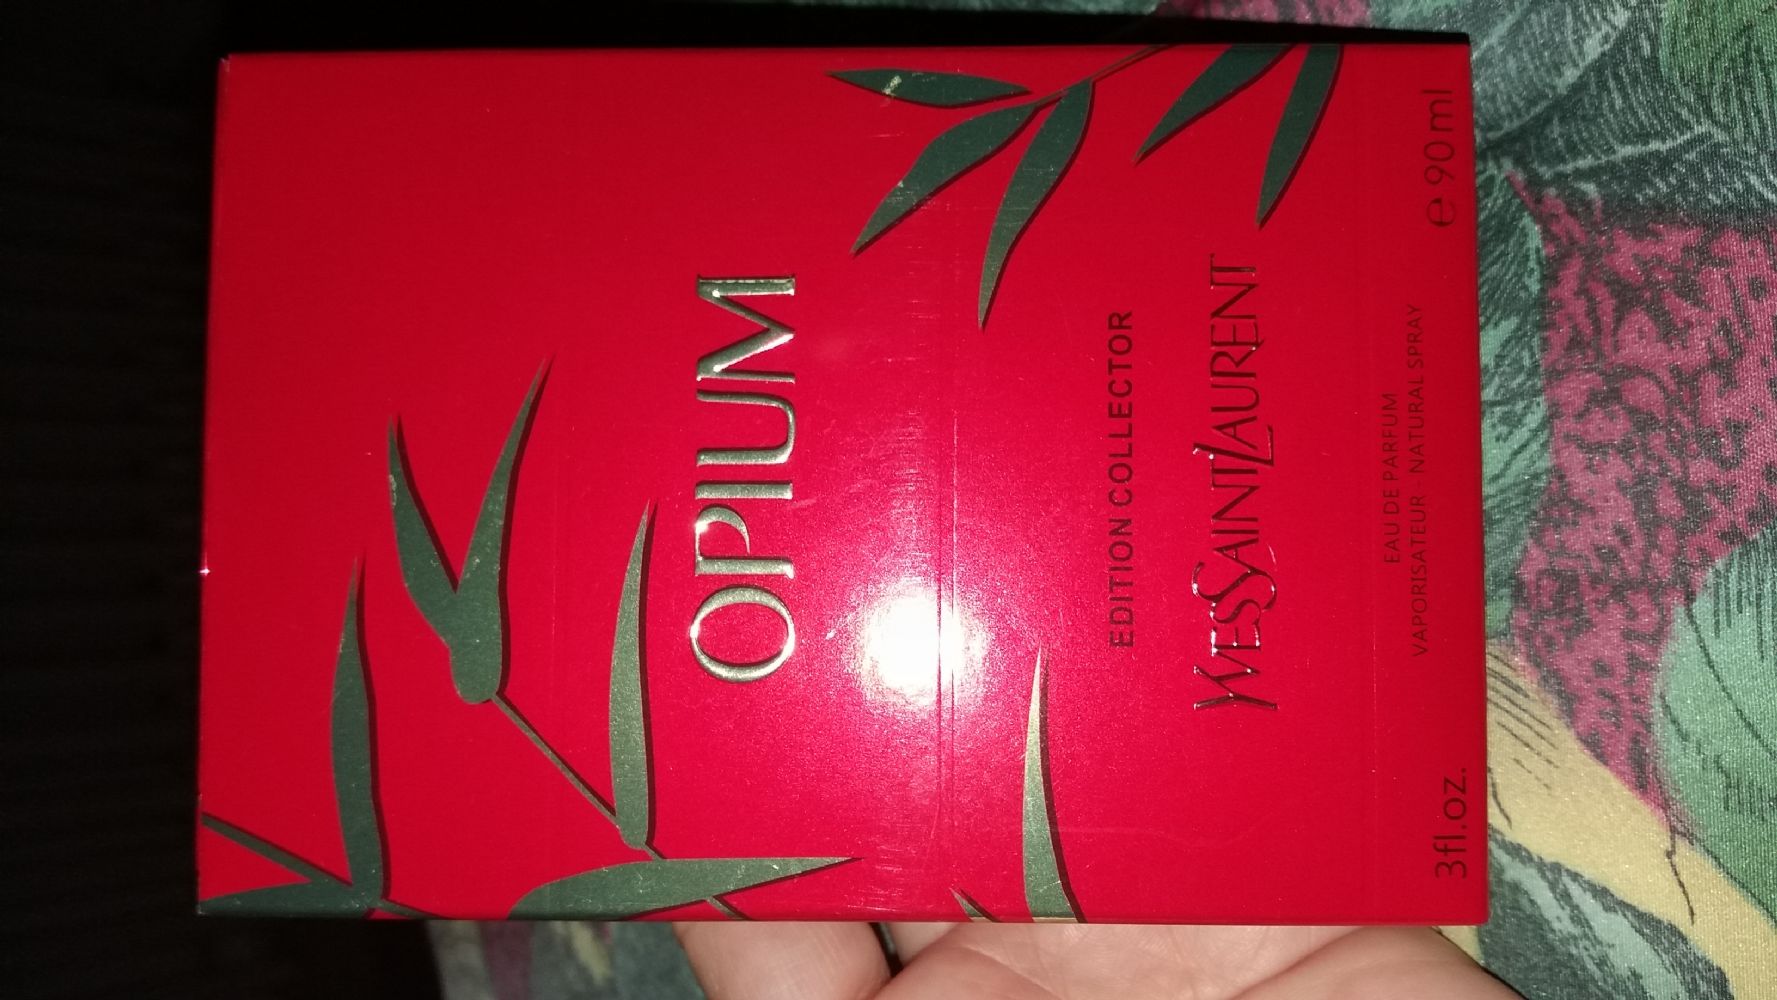 OPIUM
EDITION COLLECTOR
YVESSAINTLAURENT
EAU DE PARFUM
VAPORISATEUR - NATURAL SPRAY
3fl.oz. e 90ml